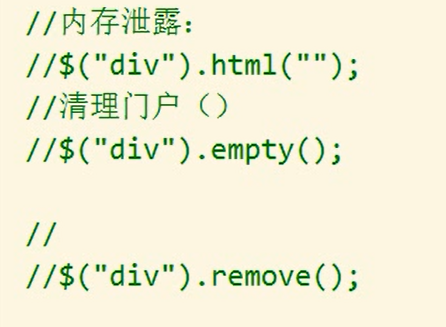 //内存泄露:
//$("div").html("");
//清理门户（）
//$("div").empty();
//
//$("div").remove();